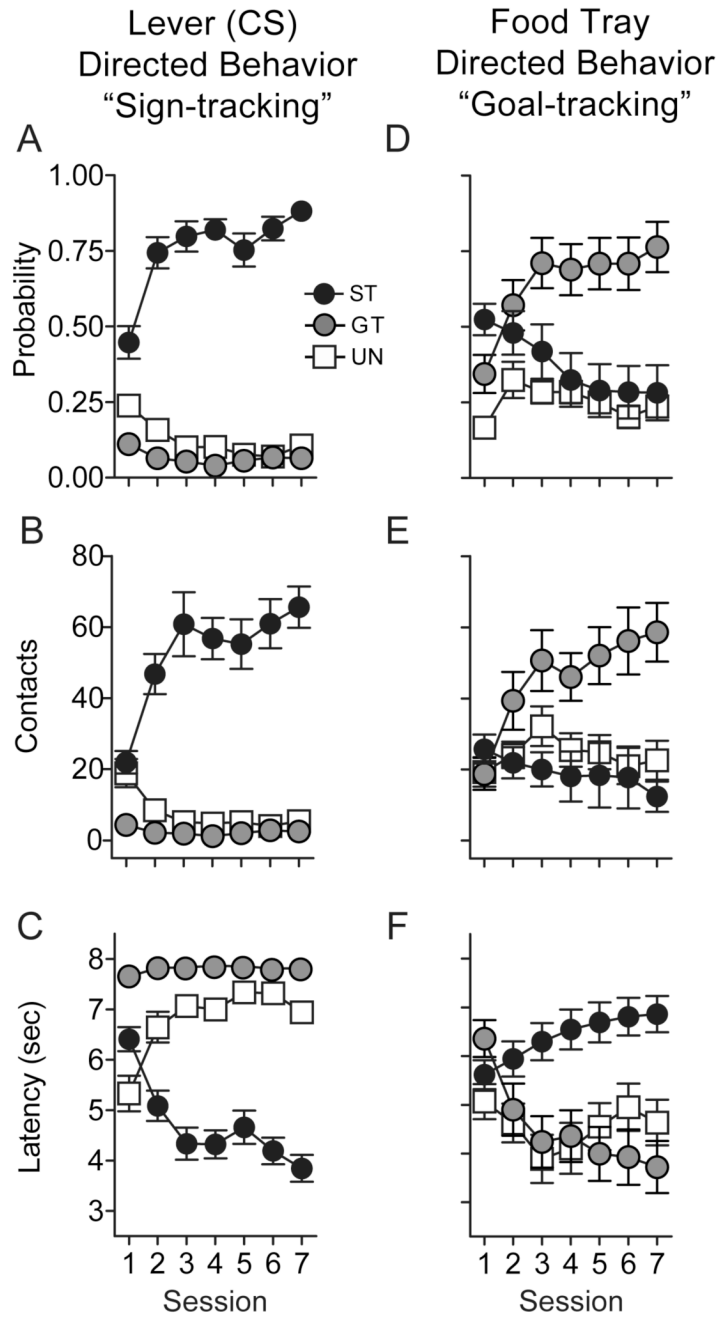 Lever (CS)
Directed Behavior
“Sign-tracking”
Food Tray
Directed Behavior
“Goal-tracking”
A
D
Probability
1.00
0.75
0.50
0.25
0.00
ST
GT
UN
B
E
Contacts
80
60
40
20
0
C
F
Latency (sec)
8
7
6
5
4
3
1 2 3 4 5 6 7
Session
1 2 3 4 5 6 7
Session